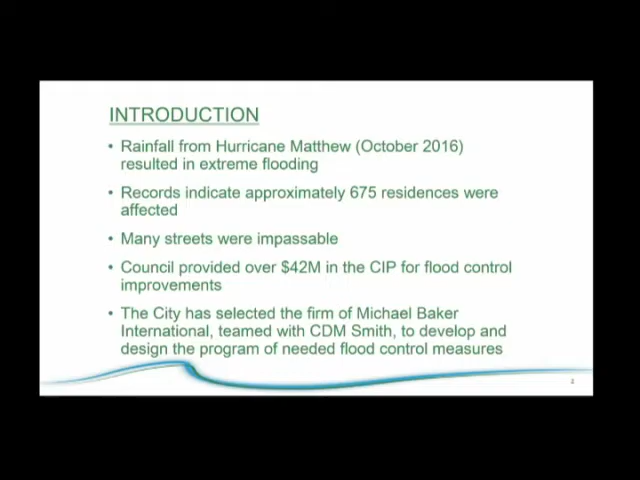 INTRODUCTION
• Rainfall from Hurricane Matthew (October 2016)
resulted in extreme flooding
• Records indicate approximately 675 residences were
affected
• Many streets were impassable
• Council provided over $42M in the CIP for flood control
improvements
• The City has selected the firm of Michael Baker
International, teamed with CDM Smith, to develop and
design the program of needed flood control measures
2